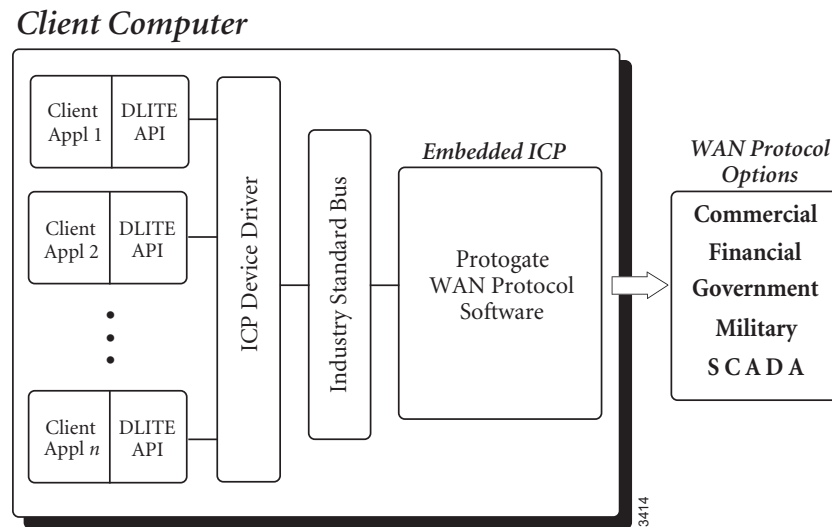 Client Computer
Client
Appl 1
DLITE
API
Client
Appl 2
DLITE
API
Client
Appl n
DLITE
API
ICP Device Driver
Industry Standard Bus
Embedded ICP
Protogate
WAN Protocol
Software
WAN Protocol
Options
Commercial
Financial
Government
Military
S C A D A
3414